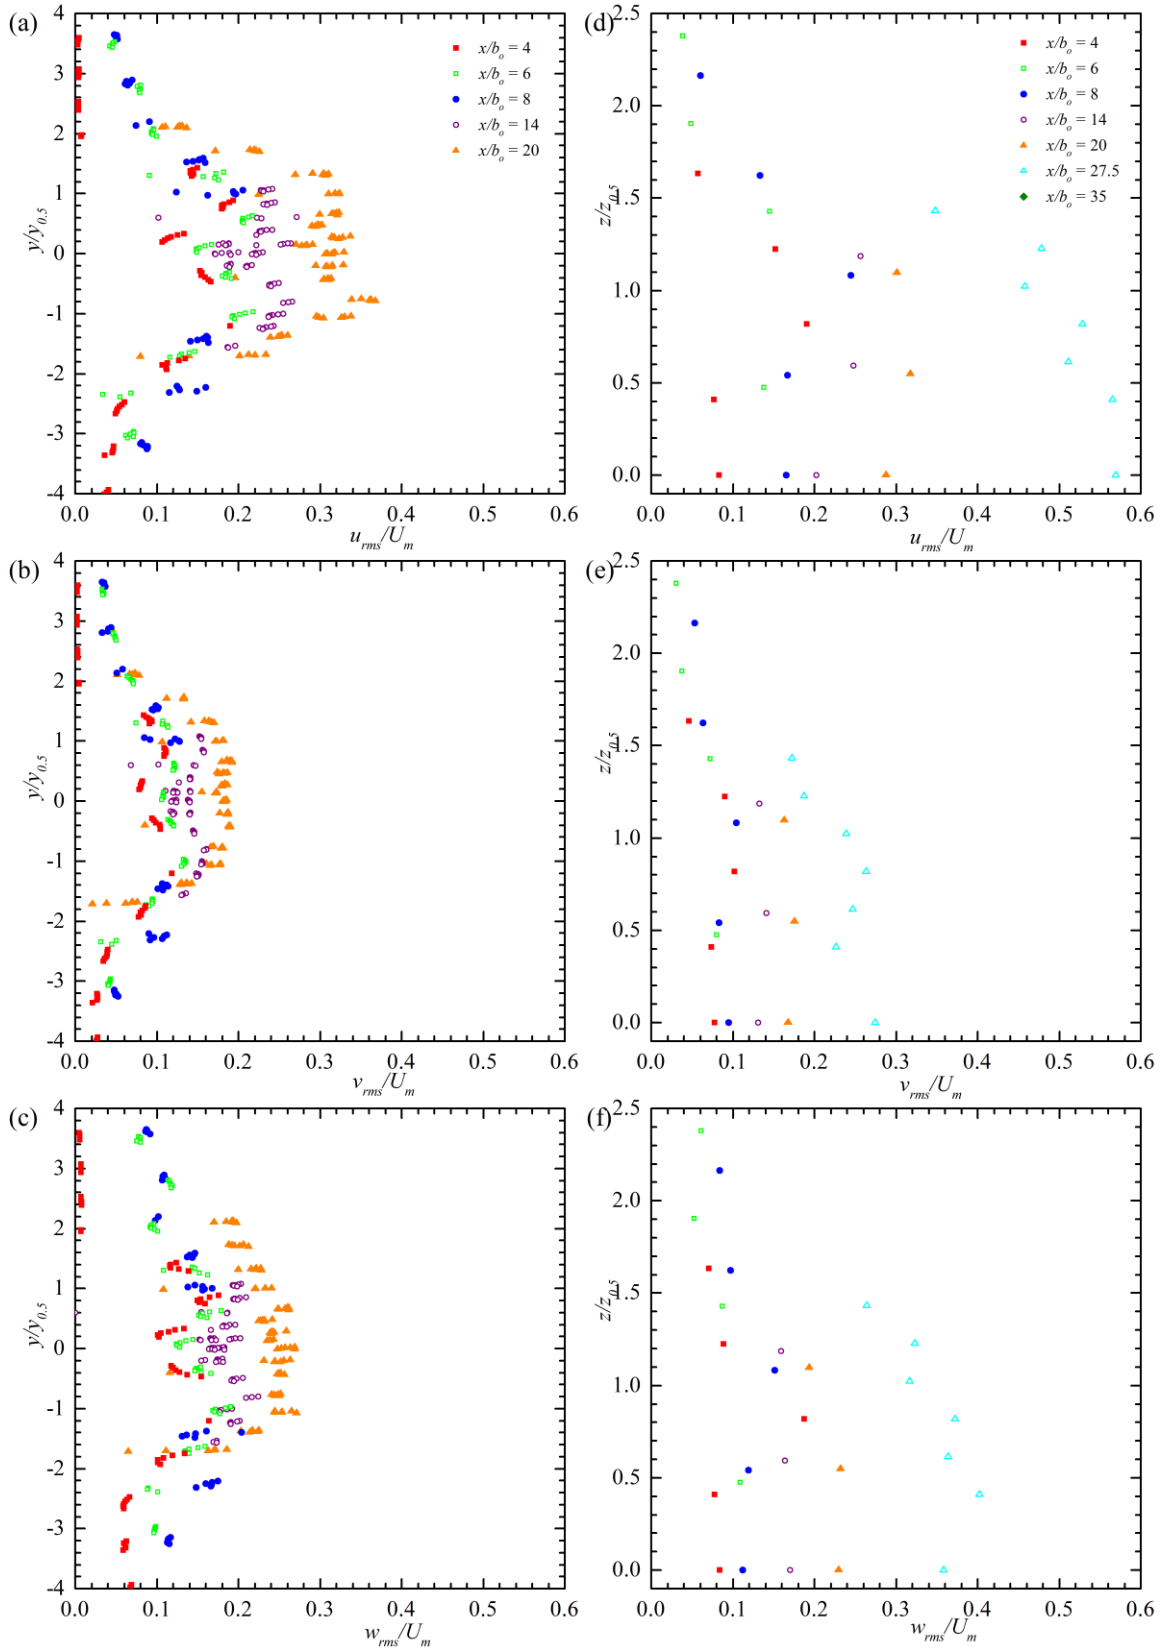 (a)
4
3
2
1
0
-1
-2
-3
-4
y/y0.5
x/bo = 4
x/bo = 6
x/bo = 8
x/bo = 14
x/bo = 20
0.0 0.1 0.2 0.3 0.4 0.5 0.6
urms/Um
(d)
2.5
2.0
1.5
1.0
0.5
0.0
z/z0.5
x/bo = 4
x/bo = 6
x/bo = 8
x/bo = 14
x/bo = 20
x/bo = 27.5
x/bo = 35
0.0 0.1 0.2 0.3 0.4 0.5 0.6
urms/Um
(b)
4
3
2
1
0
-1
-2
-3
-4
y/y0.5
0.0 0.1 0.2 0.3 0.4 0.5 0.6
vrms/Um
(e)
2.5
2.0
1.5
1.0
0.5
0.0
z/z0.5
0.0 0.1 0.2 0.3 0.4 0.5 0.6
vrms/Um
(c)
4
3
2
1
0
-1
-2
-3
-4
y/y0.5
0.0 0.1 0.2 0.3 0.4 0.5 0.6
wrms/Um
(f)
2.5
2.0
1.5
1.0
0.5
0.0
z/z0.5
0.0 0.1 0.2 0.3 0.4 0.5 0.6
wrms/Um